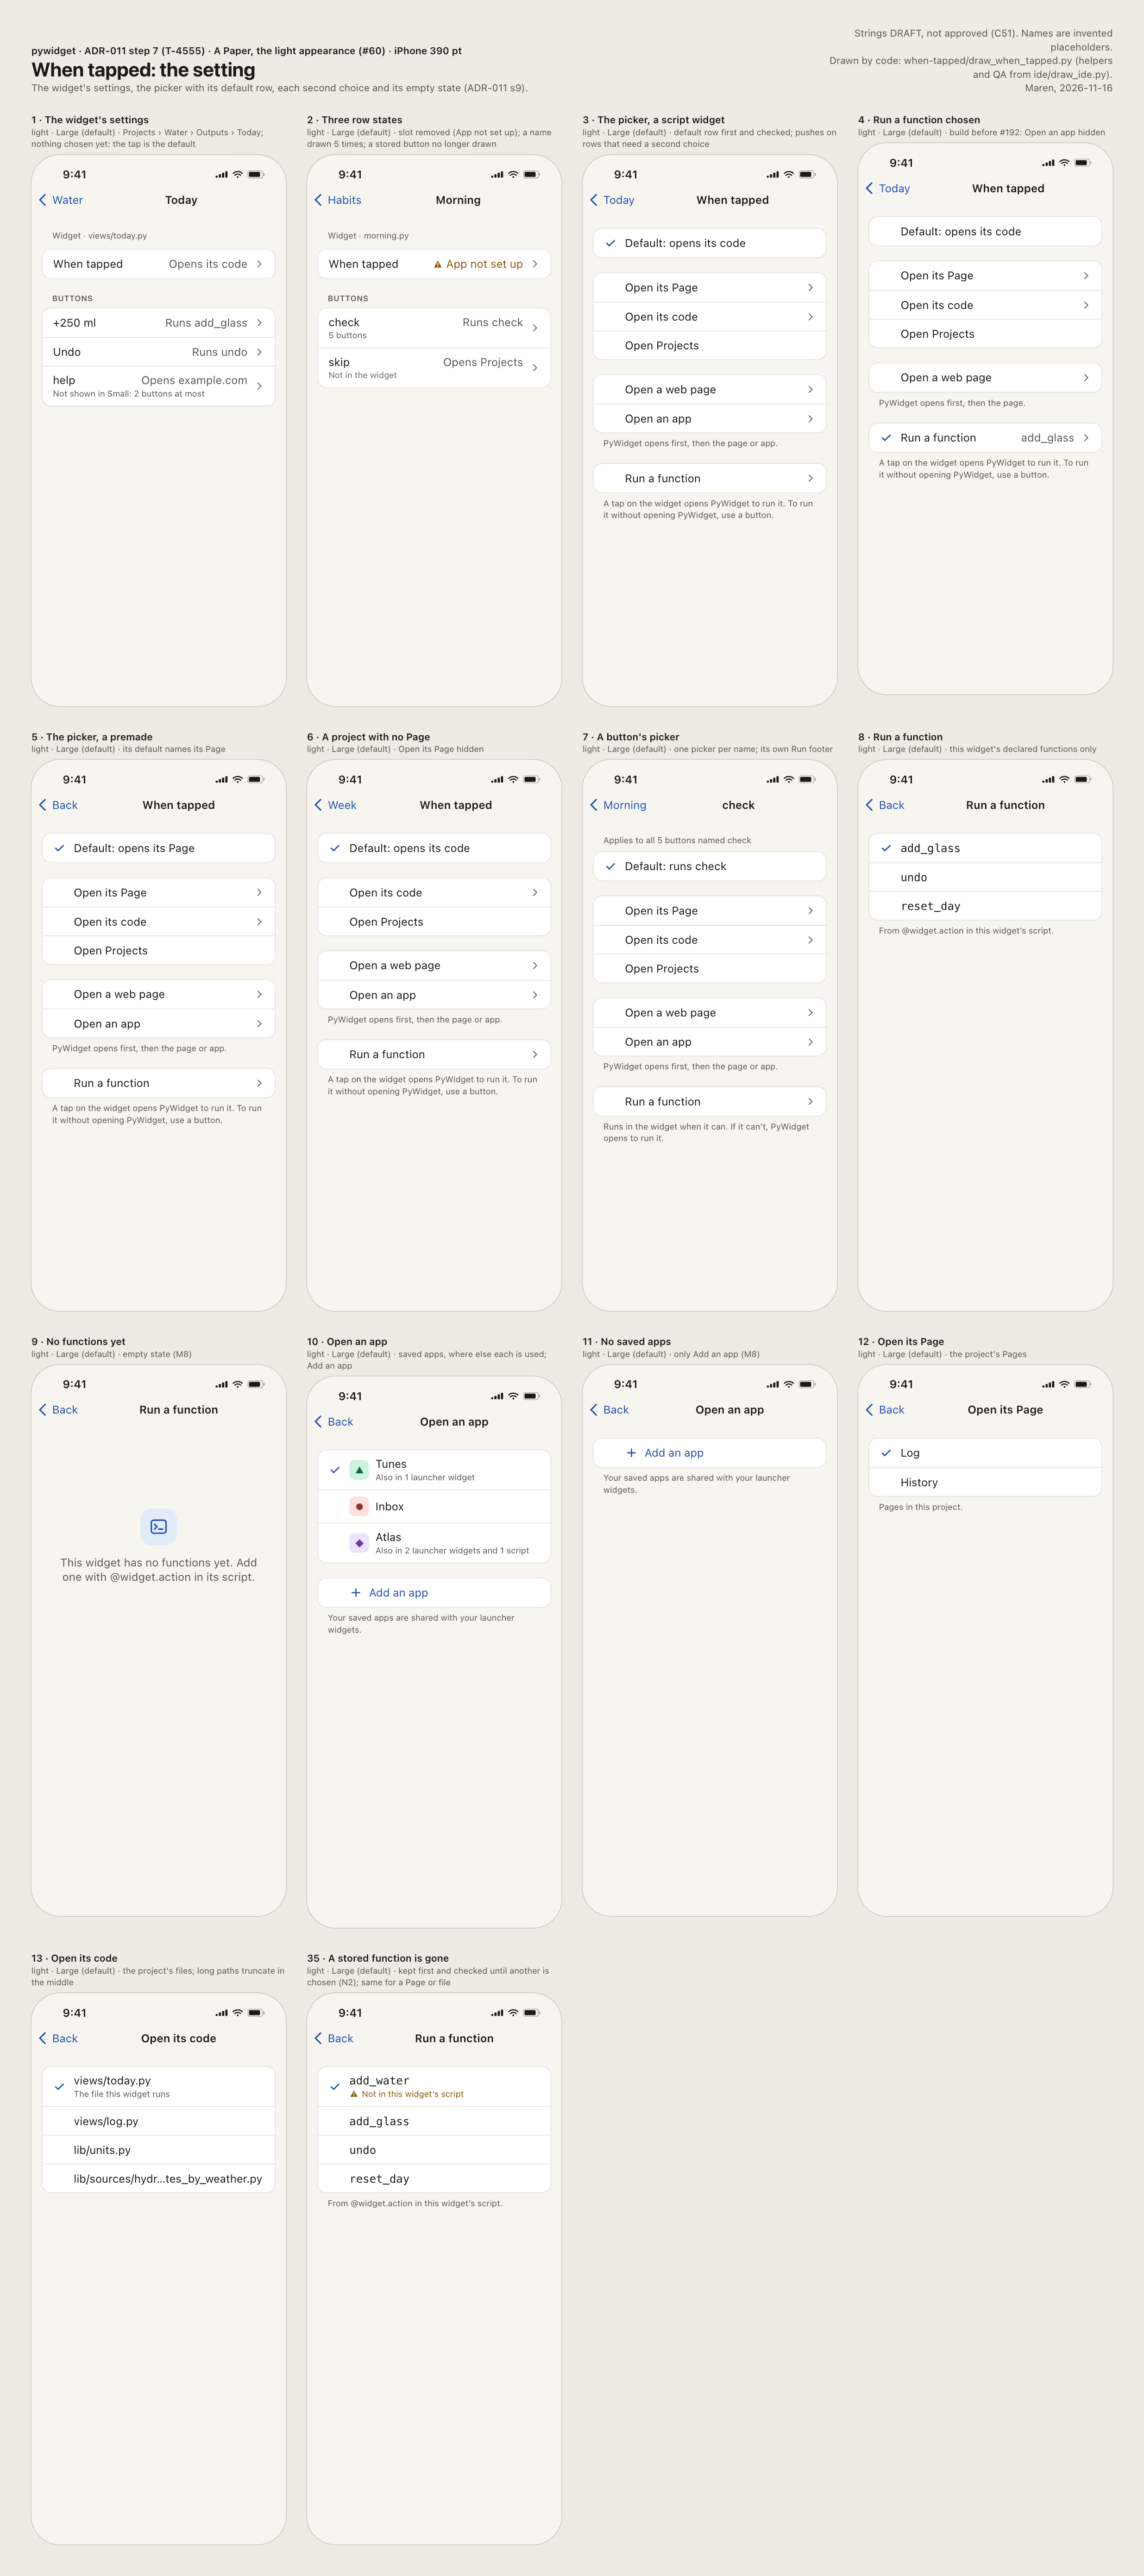 pywidget · ADR-011 step 7 (T-4555) · A Paper, the light appearance (#60) · iPhone 390 pt
When tapped: the setting
The widget's settings, the picker with its default row, each second choice and its empty state (ADR-011 s9).
Strings DRAFT, not approved (C51). Names are invented
placeholders.
Drawn by code: when-tapped/draw_when_tapped.py (helpers
and QA from ide/draw_ide.py).
Maren, 2026-11-16
1 · The widget's settings
light · Large (default) · Projects › Water › Outputs › Today;
nothing chosen yet: the tap is the default
9:41
Water
Today
Widget · views/today.py
When tapped
Opens its code
BUTTONS
+250 ml
Runs add_glass
Undo
Runs undo
help
Opens example.com
Not shown in Small: 2 buttons at most
2 · Three row states
light · Large (default) · slot removed (App not set up); a name
drawn 5 times; a stored button no longer drawn
9:41
Habits
Morning
Widget · morning.py
When tapped
App not set up
BUTTONS
check
Runs check
5 buttons
skip
Opens Projects
Not in the widget
3 · The picker, a script widget
light · Large (default) · default row first and checked; pushes on
rows that need a second choice
9:41
Today
When tapped
Default: opens its code
Open its Page
Open its code
Open Projects
Open a web page
Open an app
PyWidget opens first, then the page or app.
Run a function
A tap on the widget opens PyWidget to run it. To run
it without opening PyWidget, use a button.
4 · Run a function chosen
light · Large (default) · build before #192: Open an app hidden
9:41
Today
When tapped
Default: opens its code
Open its Page
Open its code
Open Projects
Open a web page
PyWidget opens first, then the page.
Run a function
add_glass
A tap on the widget opens PyWidget to run it. To run
it without opening PyWidget, use a button.
5 · The picker, a premade
light · Large (default) · its default names its Page
9:41
Back
When tapped
Default: opens its Page
Open its Page
Open its code
Open Projects
Open a web page
Open an app
PyWidget opens first, then the page or app.
Run a function
A tap on the widget opens PyWidget to run it. To run
it without opening PyWidget, use a button.
6 · A project with no Page
light · Large (default) · Open its Page hidden
9:41
Week
When tapped
Default: opens its code
Open its code
Open Projects
Open a web page
Open an app
PyWidget opens first, then the page or app.
Run a function
A tap on the widget opens PyWidget to run it. To run
it without opening PyWidget, use a button.
7 · A button's picker
light · Large (default) · one picker per name; its own Run footer
9:41
Morning
check
Applies to all 5 buttons named check
Default: runs check
Open its Page
Open its code
Open Projects
Open a web page
Open an app
PyWidget opens first, then the page or app.
Run a function
Runs in the widget when it can. If it can't, PyWidget
opens to run it.
8 · Run a function
light · Large (default) · this widget's declared functions only
9:41
Back
Run a function
add_glass
undo
reset_day
From @widget.action in this widget's script.
9 · No functions yet
light · Large (default) · empty state (M8)
9:41
Back
Run a function
This widget has no functions yet. Add
one with @widget.action in its script.
10 · Open an app
light · Large (default) · saved apps, where else each is used;
Add an app
9:41
Back
Open an app
Tunes
Also in 1 launcher widget
Inbox
Atlas
Also in 2 launcher widgets and 1 script
Add an app
Your saved apps are shared with your launcher
widgets.
11 · No saved apps
light · Large (default) · only Add an app (M8)
9:41
Back
Open an app
Add an app
Your saved apps are shared with your launcher
widgets.
12 · Open its Page
light · Large (default) · the project's Pages
9:41
Back
Open its Page
Log
History
Pages in this project.
13 · Open its code
light · Large (default) · the project's files; long paths truncate in
the middle
9:41
Back
Open its code
views/today.py
The file this widget runs
views/log.py
lib/units.py
lib/sources/hydr…tes_by_weather.py
35 · A stored function is gone
light · Large (default) · kept first and checked until another is
chosen (N2); same for a Page or file
9:41
Back
Run a function
add_water
Not in this widget's script
add_glass
undo
reset_day
From @widget.action in this widget's script.